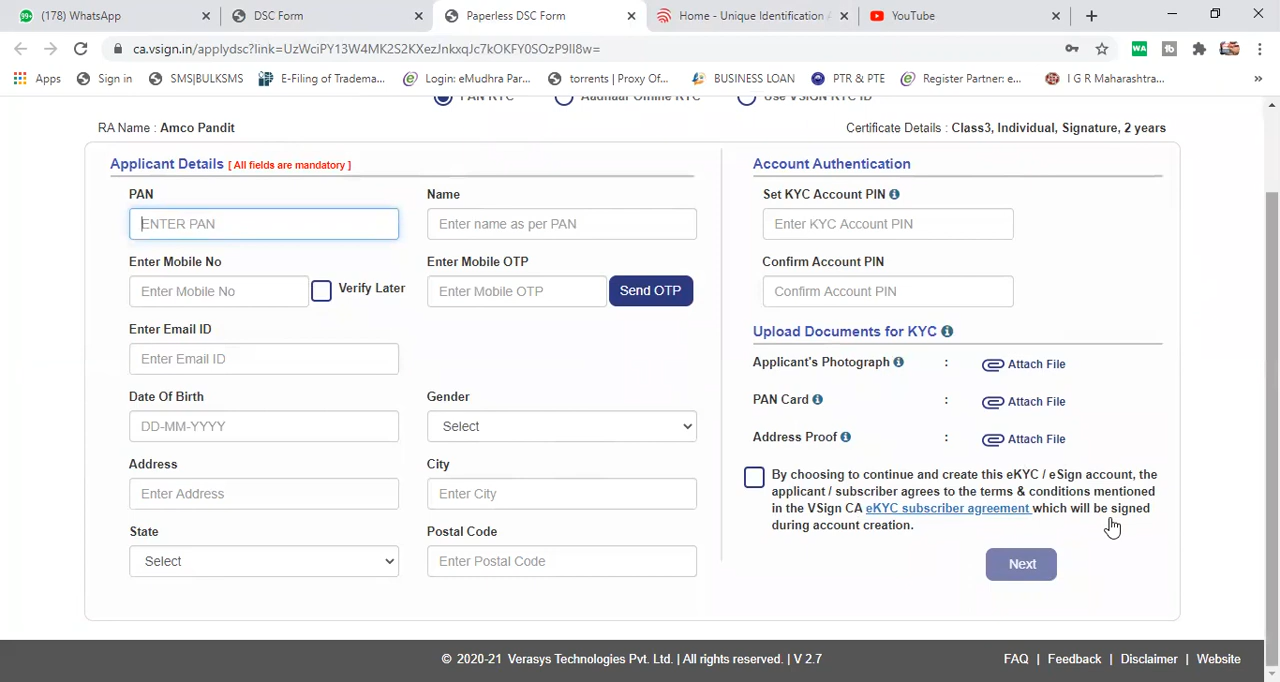 (178) WhatsApp
DSC Form
Paperless DSC Form
Home - Unique Identification A
YouTube
ca.vsign.in/applydsc?link=UzWciPY13W4MK2S2KXezJnkxqJc7kOKFY0SOzP9lI8w=
Apps
Sign in
SMS|BULKSMS
E-Filing of Tradema...
Login: eMudhra Par...
torrents | Proxy Of...
BUSINESS LOAN
PTR & PTE
Register Partner: e...
I G R Maharashtra...
PAN KYC
Aadhaar Offline KYC
Use VSIGN KYC ID
RA Name : Amco Pandit
Certificate Details : Class3, Individual, Signature, 2 years
Applicant Details [ All fields are mandatory ]
PAN
Name
ENTER PAN
Enter name as per PAN
Enter Mobile No
Enter Mobile OTP
Enter Mobile No
Verify Later
Enter Mobile OTP
Send OTP
Enter Email ID
Enter Email ID
Date Of Birth
Gender
DD-MM-YYYY
Select
Address
City
Enter Address
Enter City
State
Postal Code
Select
Enter Postal Code
Account Authentication
Set KYC Account PIN
Enter KYC Account PIN
Confirm Account PIN
Confirm Account PIN
Upload Documents for KYC
Applicant's Photograph : Attach File
PAN Card : Attach File
Address Proof : Attach File
By choosing to continue and create this eKYC / eSign account, the
applicant / subscriber agrees to the terms & conditions mentioned
in the VSign CA eKYC subscriber agreement which will be signed
during account creation.
Next
© 2020-21 Verasys Technologies Pvt. Ltd. | All rights reserved. | V 2.7
FAQ | Feedback | Disclaimer | Website